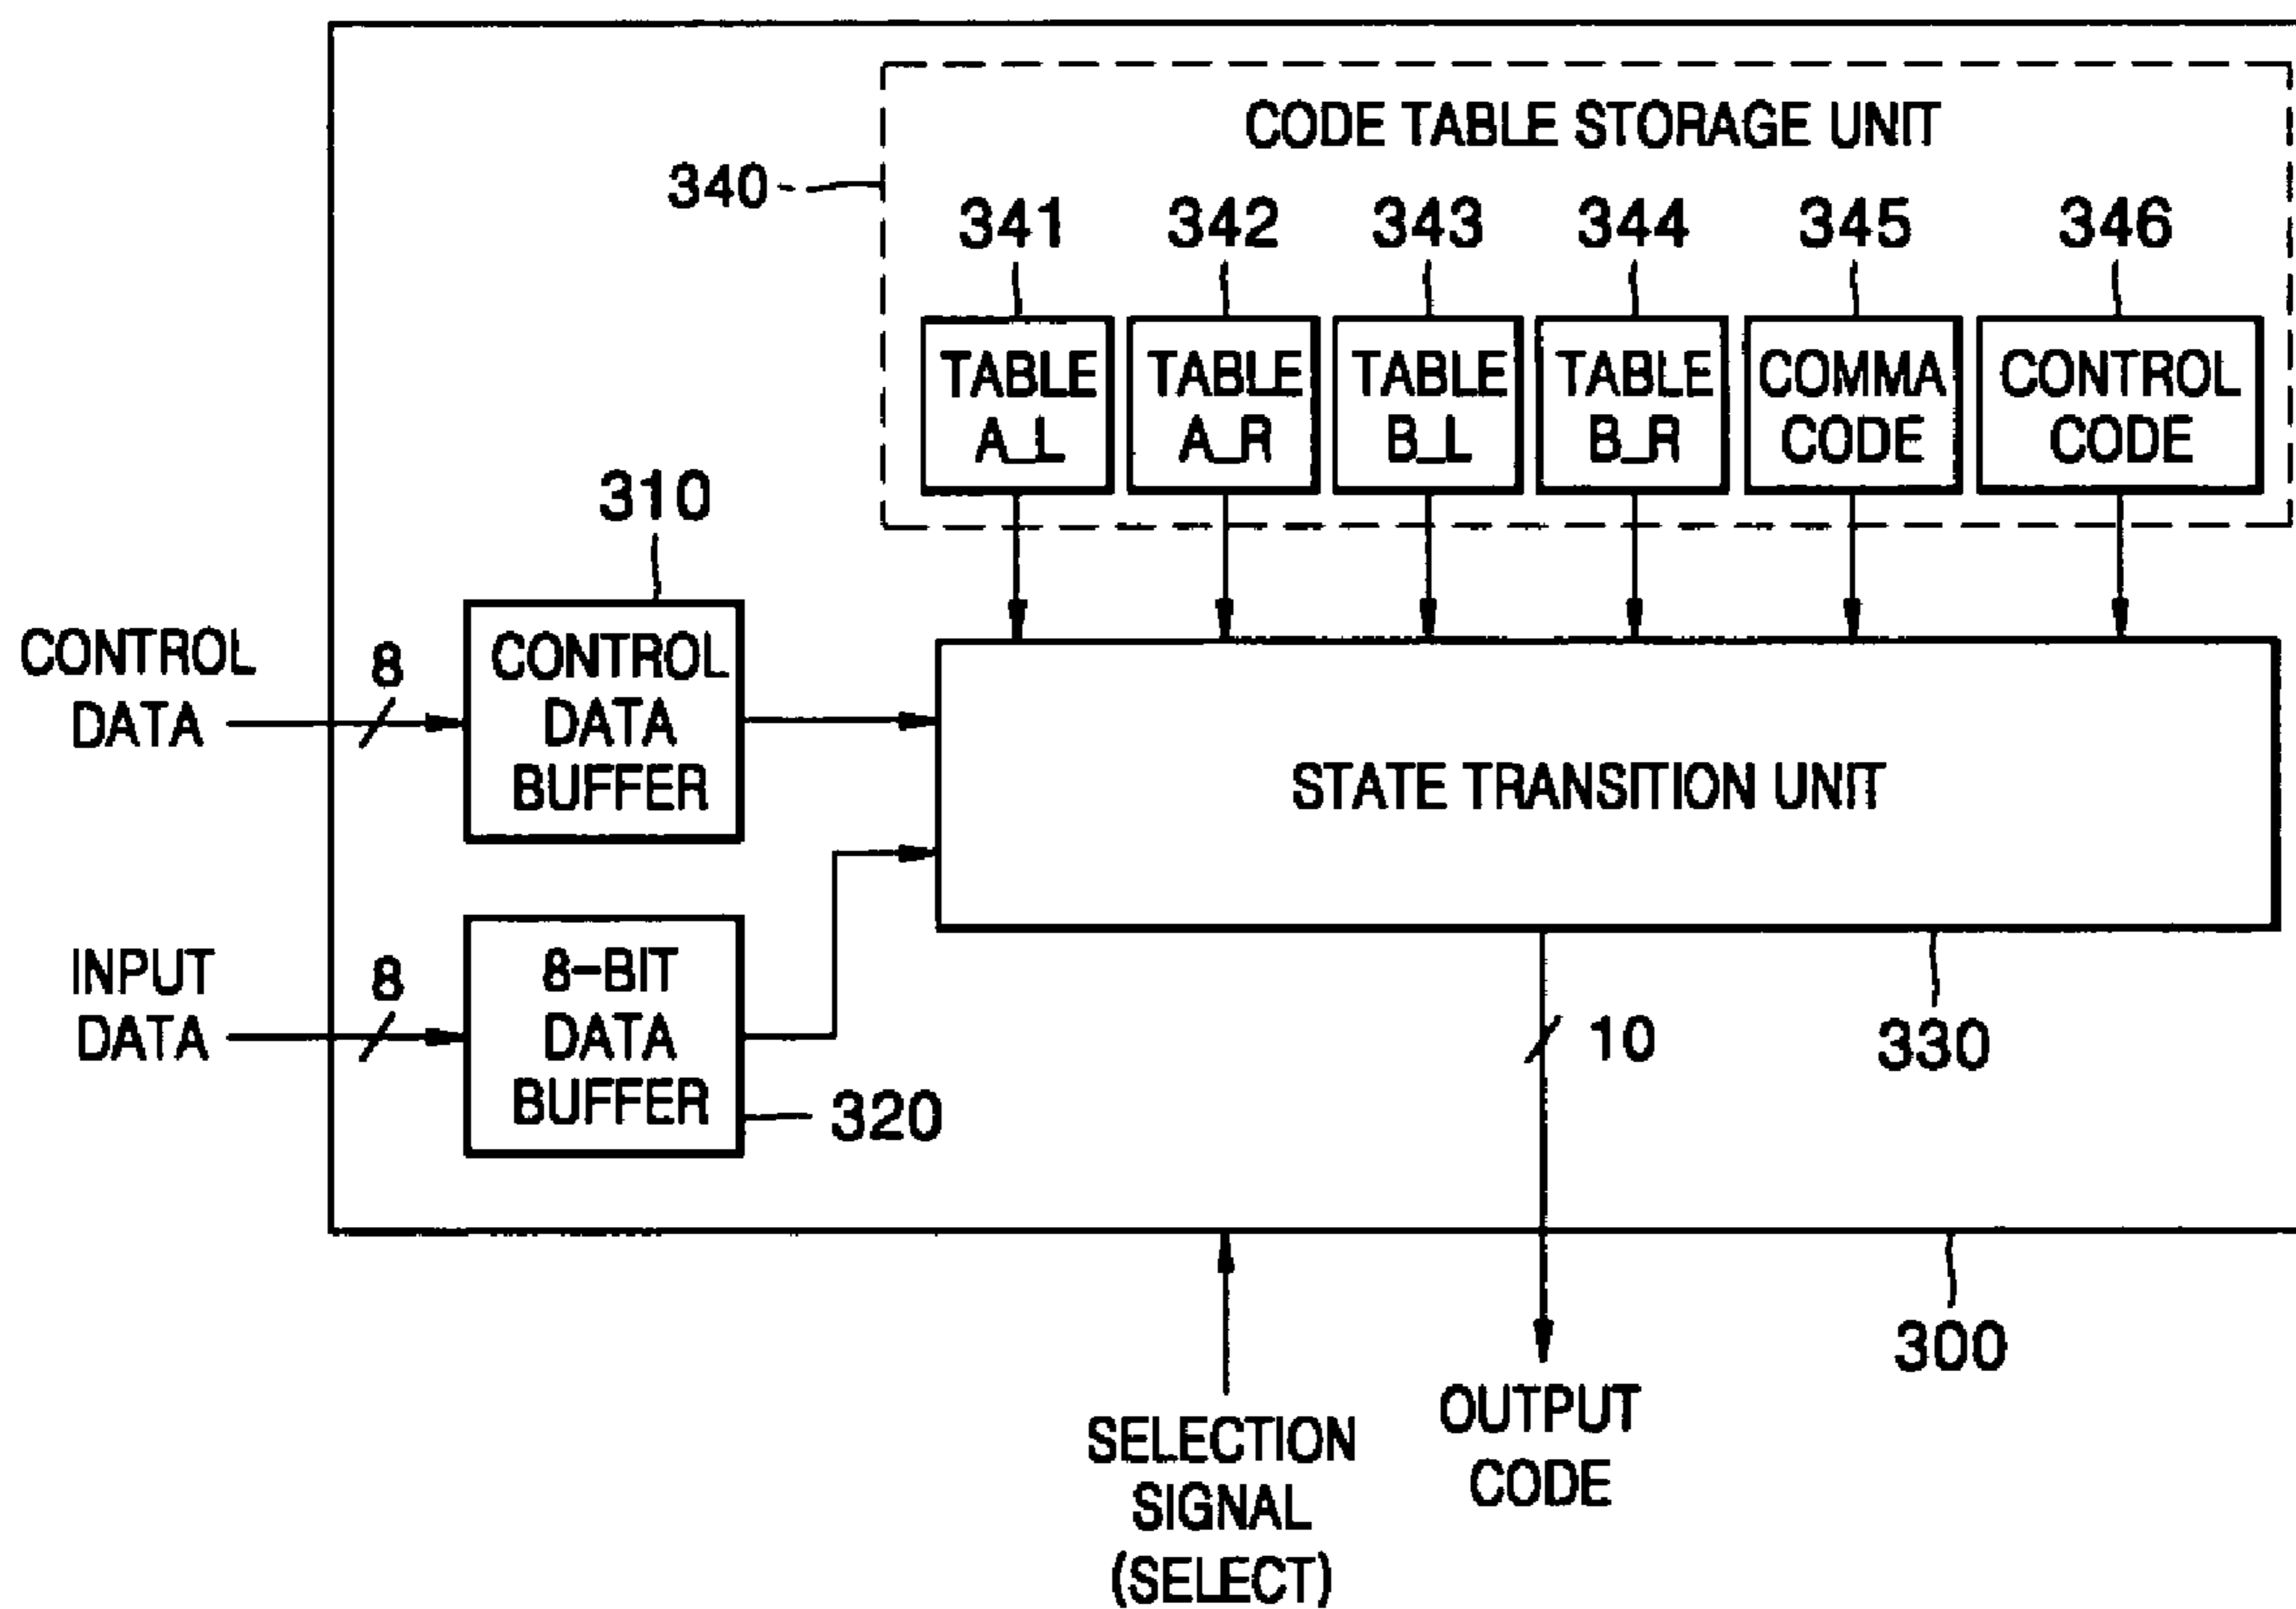 CODE TABLE STORAGE UNIT
340
341 342 343 344 345 346
TABLE A_L
TABLE A_R
TABLE B_L
TABLE B_R
COMMA CODE
CONTROL CODE
310
CONTROL
DATA
8
CONTROL
DATA
BUFFER
STATE TRANSITION UNIT
INPUT
DATA
8
8-BIT
DATA
BUFFER
320
10
330
300
SELECTION
SIGNAL
(SELECT)
OUTPUT
CODE